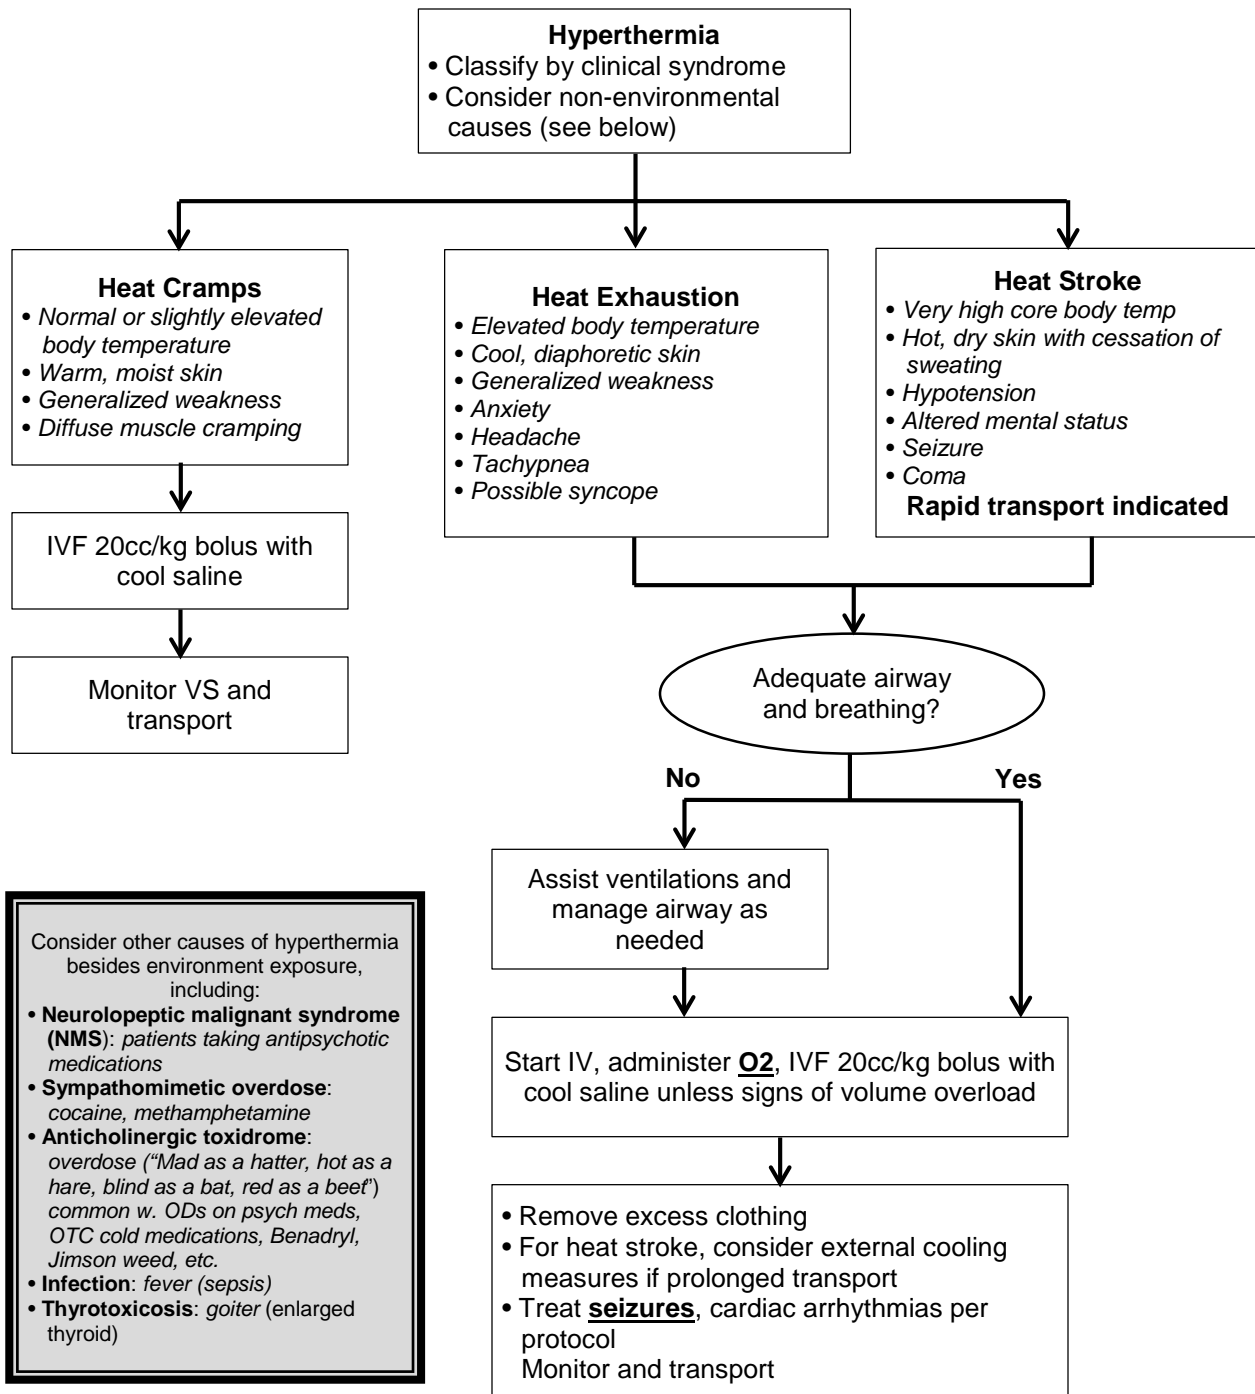 Hyperthermia
• Classify by clinical syndrome
• Consider non-environmental
causes (see below)
Heat Cramps
• Normal or slightly elevated
body temperature
• Warm, moist skin
• Generalized weakness
• Diffuse muscle cramping
Heat Exhaustion
• Elevated body temperature
• Cool, diaphoretic skin
• Generalized weakness
• Anxiety
• Headache
• Tachypnea
• Possible syncope
Heat Stroke
• Very high core body temp
• Hot, dry skin with cessation of
sweating
• Hypotension
• Altered mental status
• Seizure
• Coma
Rapid transport indicated
IVF 20cc/kg bolus with
cool saline
Monitor VS and
transport
Adequate airway
and breathing?
No
Yes
Assist ventilations and
manage airway as
needed
Start IV, administer O2, IVF 20cc/kg bolus with
cool saline unless signs of volume overload
• Remove excess clothing
• For heat stroke, consider external cooling
measures if prolonged transport
• Treat seizures, cardiac arrhythmias per
protocol
Monitor and transport
Consider other causes of hyperthermia
besides environment exposure,
including:
• Neurolopeptic malignant syndrome
(NMS): patients taking antipsychotic
medications
• Sympathomimetic overdose:
cocaine, methamphetamine
• Anticholinergic toxidrome:
overdose (“Mad as a hatter, hot as a
hare, blind as a bat, red as a beet”)
common w. ODs on psych meds,
OTC cold medications, Benadryl,
Jimson weed, etc.
• Infection: fever (sepsis)
• Thyrotoxicosis: goiter (enlarged
thyroid)